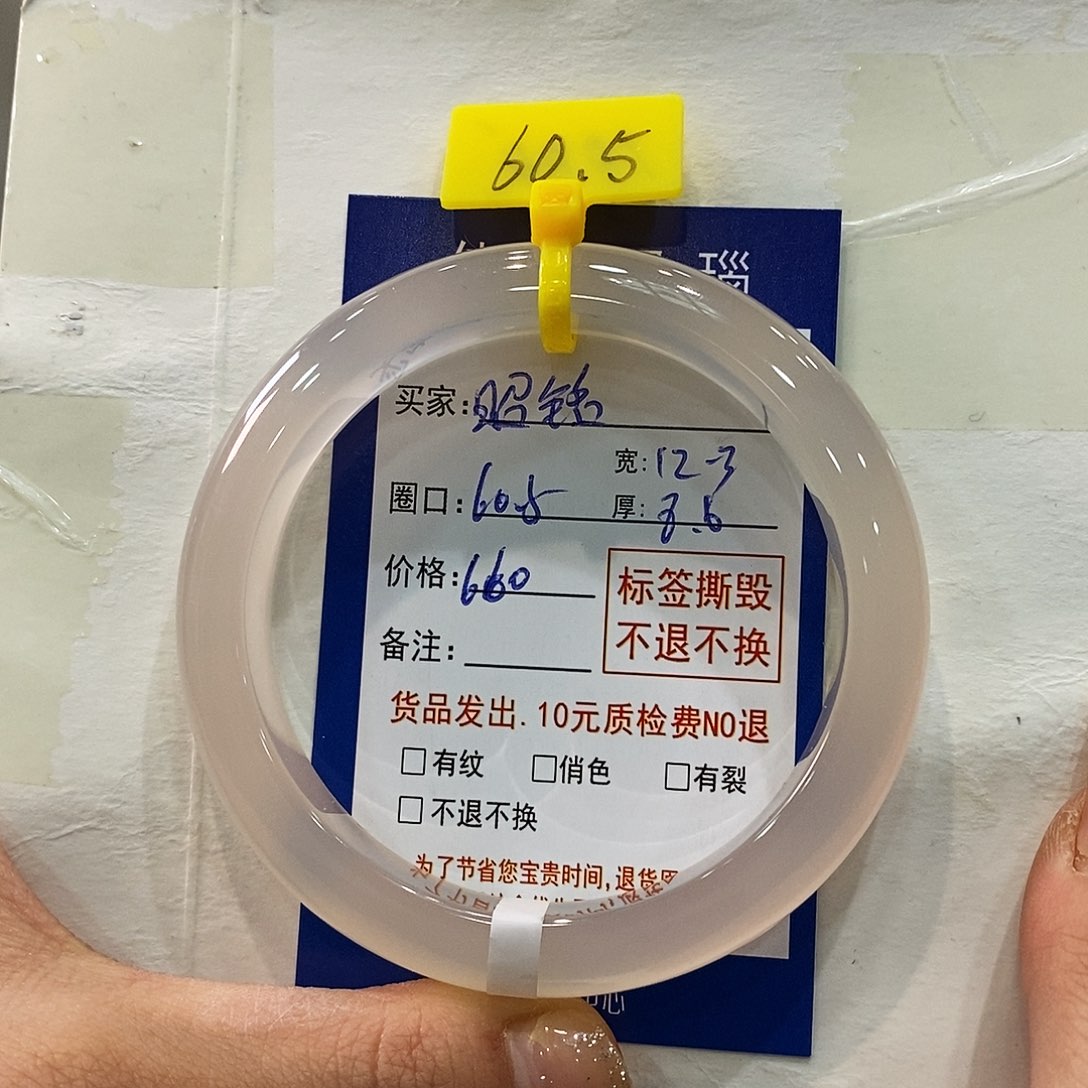 60.5
瑙
买家:昭铭
宽:12.3
圈口:60.5
厚:8.6
价格:660
标签撕毁
不退不换
备注:
货品发出.10元质检费NO退
□有纹 □俏色 □有裂
□不退不换
为了节省您宝贵时间,退货